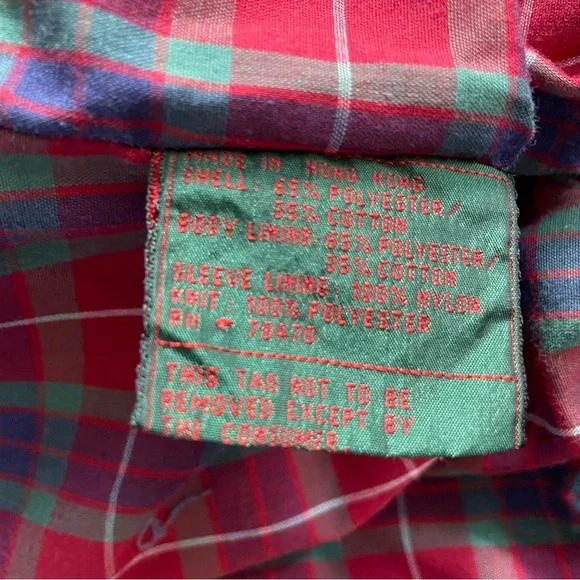 MADE IN HONG KONG
SHELL: 65% POLYESTER/
35% COTTON
BODY LINING: 65% POLYESTER/
35% COTTON
SLEEVE LINING: 100% NYLON
KNIT: 100% POLYESTER
RN # 78470
THIS TAG NOT TO BE
REMOVED EXCEPT BY
THE CONSUMER.